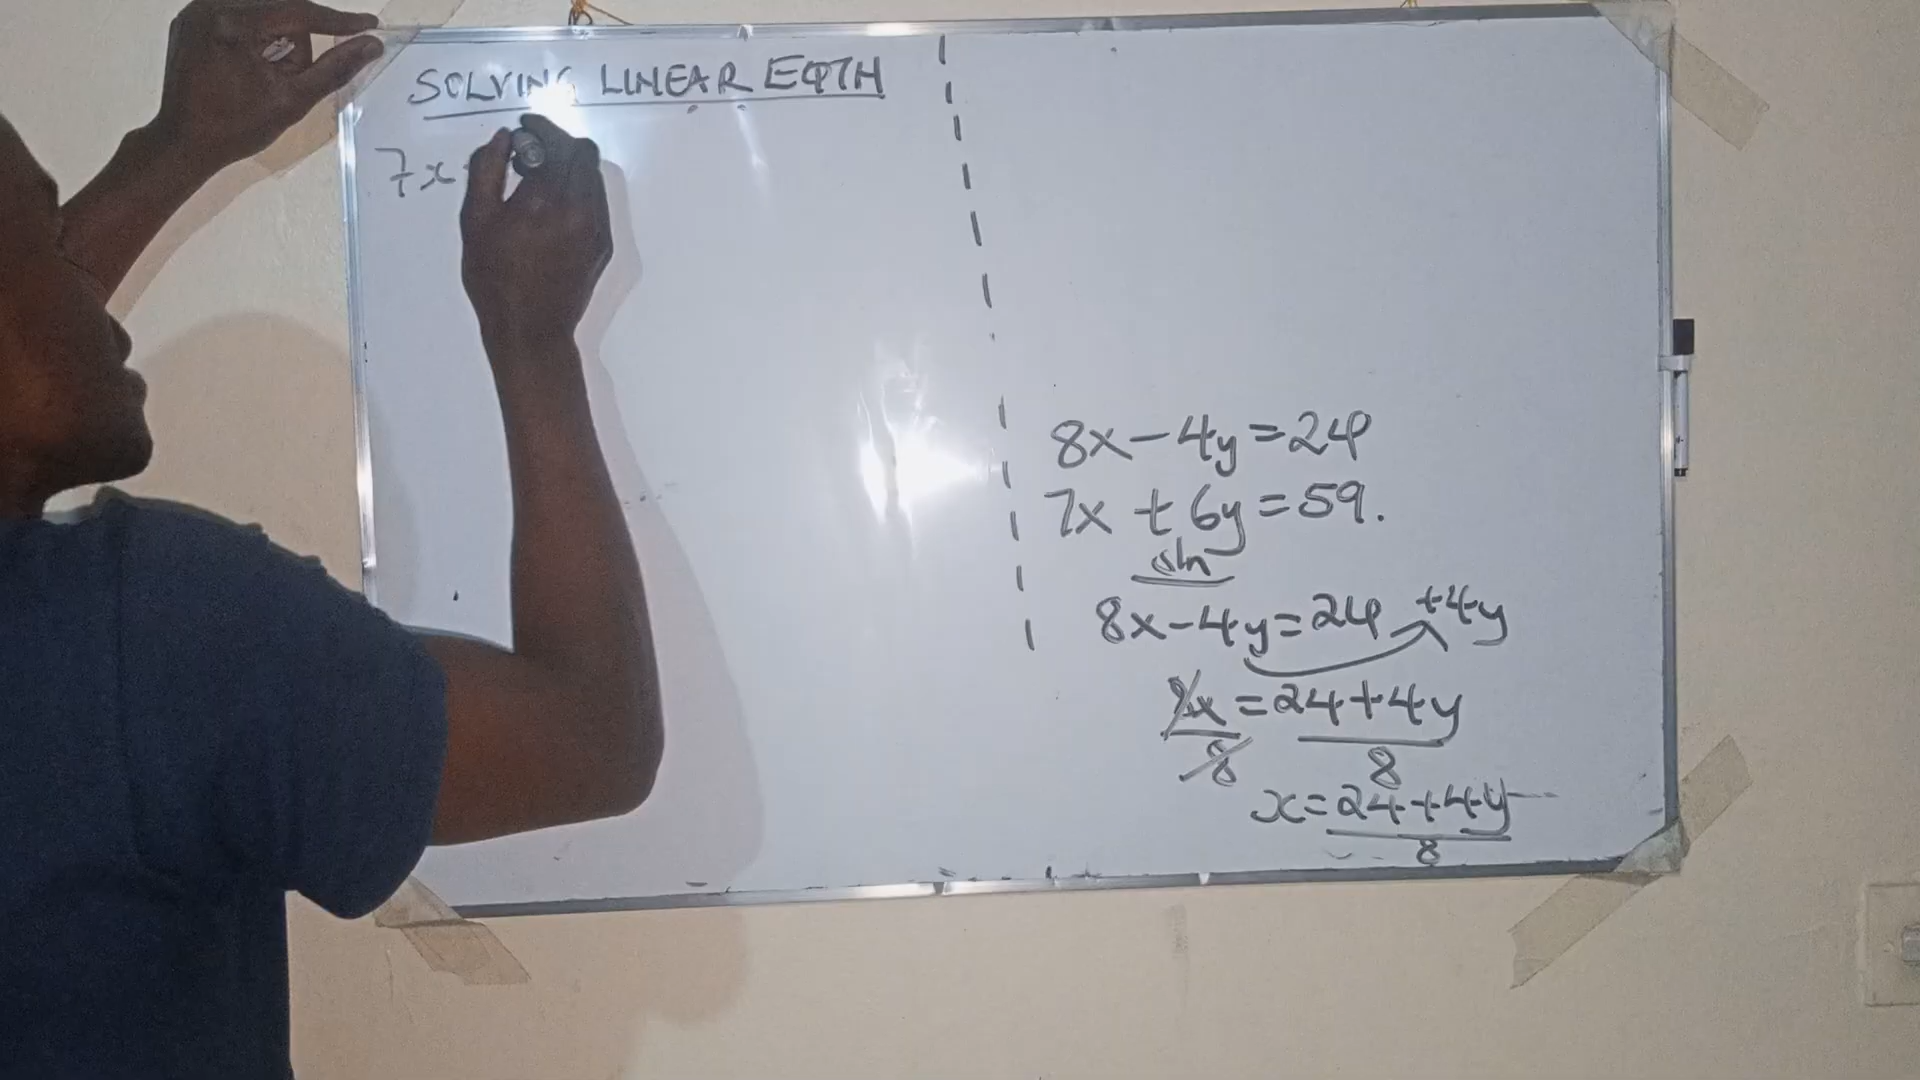 SOLVING LINEAR EQTN
7x
8x-4y=24
7x+6y=59.
sln
8x-4y=24 +4y
8x=24+4y
8 8
x=24+4y
8